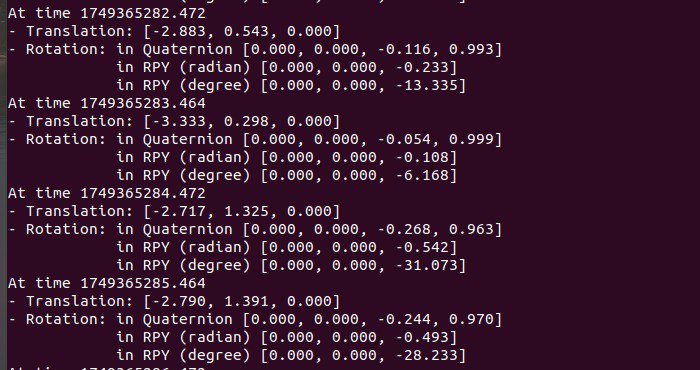 At time 1749365282.472
- Translation: [-2.883, 0.543, 0.000]
- Rotation: in Quaternion [0.000, 0.000, -0.116, 0.993]
            in RPY (radian) [0.000, 0.000, -0.233]
            in RPY (degree) [0.000, 0.000, -13.335]
At time 1749365283.464
- Translation: [-3.333, 0.298, 0.000]
- Rotation: in Quaternion [0.000, 0.000, -0.054, 0.999]
            in RPY (radian) [0.000, 0.000, -0.108]
            in RPY (degree) [0.000, 0.000, -6.168]
At time 1749365284.472
- Translation: [-2.717, 1.325, 0.000]
- Rotation: in Quaternion [0.000, 0.000, -0.268, 0.963]
            in RPY (radian) [0.000, 0.000, -0.542]
            in RPY (degree) [0.000, 0.000, -31.073]
At time 1749365285.464
- Translation: [-2.790, 1.391, 0.000]
- Rotation: in Quaternion [0.000, 0.000, -0.244, 0.970]
            in RPY (radian) [0.000, 0.000, -0.493]
            in RPY (degree) [0.000, 0.000, -28.233]